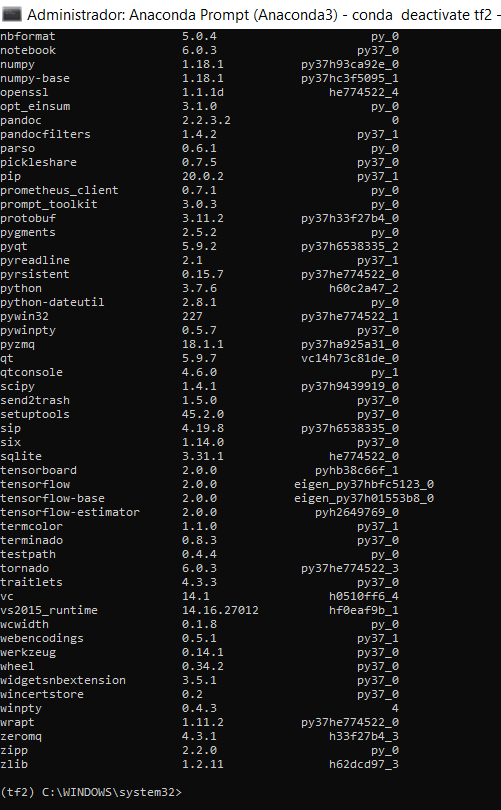 Administrador: Anaconda Prompt (Anaconda3) - conda deactivate tf2 -
nbformat 5.0.4 py_0
notebook 6.0.3 py37_0
numpy 1.18.1 py37h93ca92e_0
numpy-base 1.18.1 py37hc3f5095_1
openssl 1.1.1d he774522_4
opt_einsum 3.1.0 py_0
pandoc 2.2.3.2 0
pandocfilters 1.4.2 py37_1
parso 0.6.1 py_0
pickleshare 0.7.5 py37_0
pip 20.0.2 py37_1
prometheus_client 0.7.1 py_0
prompt_toolkit 3.0.3 py_0
protobuf 3.11.2 py37h33f27b4_0
pygments 2.5.2 py_0
pyqt 5.9.2 py37h6538335_2
pyreadline 2.1 py37_1
pyrsistent 0.15.7 py37he774522_0
python 3.7.6 h60c2a47_2
python-dateutil 2.8.1 py_0
pywin32 227 py37he774522_1
pywinpty 0.5.7 py37_0
pyzmq 18.1.1 py37ha925a31_0
qt 5.9.7 vc14h73c81de_0
qtconsole 4.6.0 py_1
scipy 1.4.1 py37h9439919_0
send2trash 1.5.0 py37_0
setuptools 45.2.0 py37_0
sip 4.19.8 py37h6538335_0
six 1.14.0 py37_0
sqlite 3.31.1 he774522_0
tensorboard 2.0.0 pyhb38c66f_1
tensorflow 2.0.0 eigen_py37hbfc5123_0
tensorflow-base 2.0.0 eigen_py37h01553b8_0
tensorflow-estimator 2.0.0 pyh2649769_0
termcolor 1.1.0 py37_1
terminado 0.8.3 py37_0
testpath 0.4.4 py_0
tornado 6.0.3 py37he774522_3
traitlets 4.3.3 py37_0
vc 14.1 h0510ff6_4
vs2015_runtime 14.16.27012 hf0eaf9b_1
wcwidth 0.1.8 py_0
webencodings 0.5.1 py37_1
werkzeug 0.14.1 py37_0
wheel 0.34.2 py37_0
widgetsnbextension 3.5.1 py37_0
wincertstore 0.2 py37_0
winpty 0.4.3 4
wrapt 1.11.2 py37he774522_0
zeromq 4.3.1 h33f27b4_3
zipp 2.2.0 py_0
zlib 1.2.11 h62dcd97_3
(tf2) C:\WINDOWS\system32>